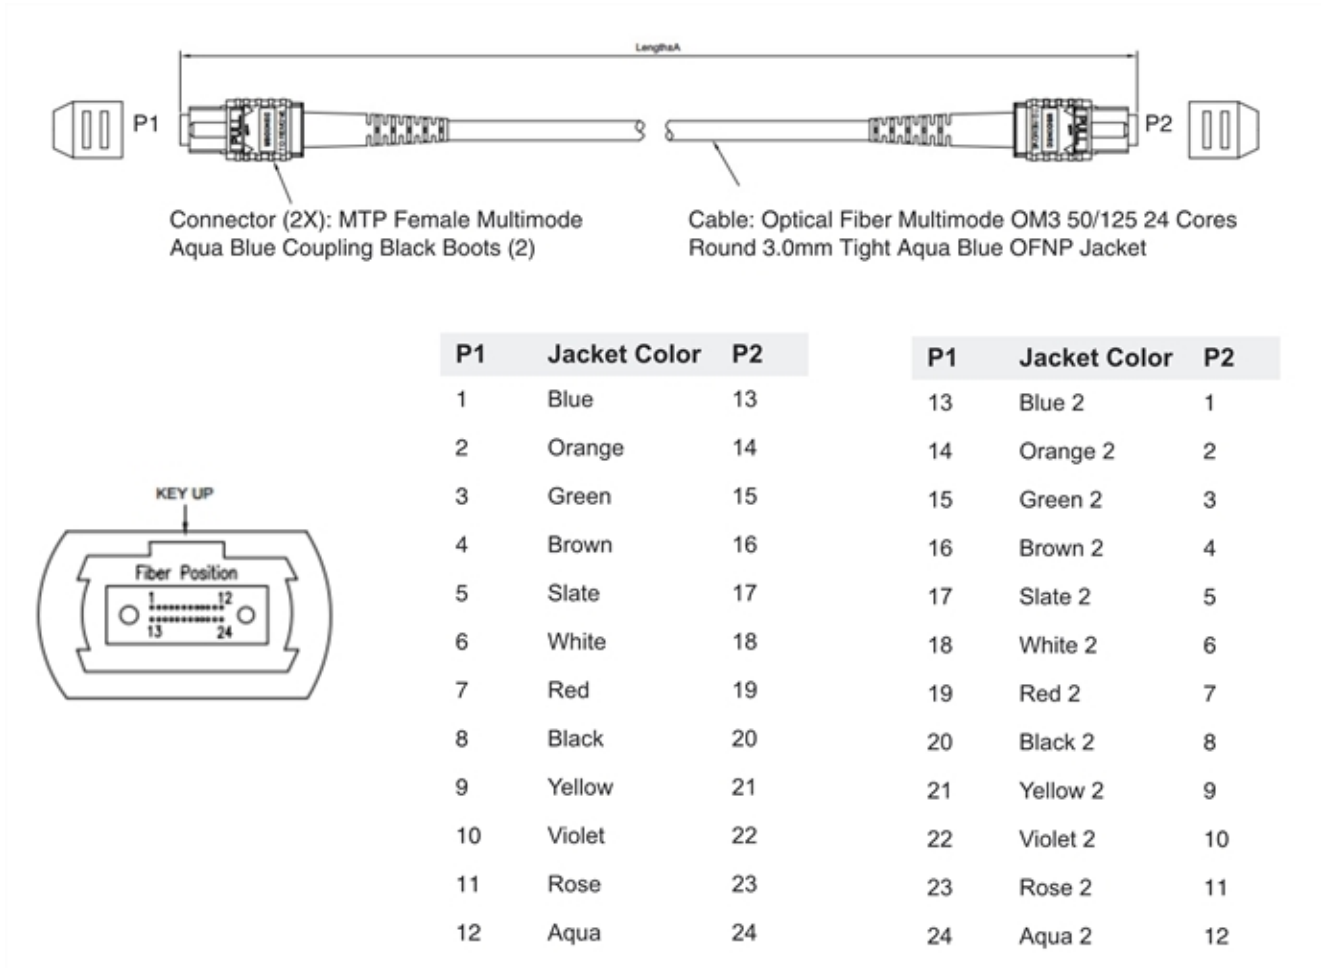 Length±A
P1
P2
PULL
PULL
Connector (2X): MTP Female Multimode
Aqua Blue Coupling Black Boots (2)
Cable: Optical Fiber Multimode OM3 50/125 24 Cores
Round 3.0mm Tight Aqua Blue OFNP Jacket
KEY UP
Fiber Position
1 12
13 24
P1 Jacket Color P2
1 Blue 13
2 Orange 14
3 Green 15
4 Brown 16
5 Slate 17
6 White 18
7 Red 19
8 Black 20
9 Yellow 21
10 Violet 22
11 Rose 23
12 Aqua 24
P1 Jacket Color P2
13 Blue 2 1
14 Orange 2 2
15 Green 2 3
16 Brown 2 4
17 Slate 2 5
18 White 2 6
19 Red 2 7
20 Black 2 8
21 Yellow 2 9
22 Violet 2 10
23 Rose 2 11
24 Aqua 2 12